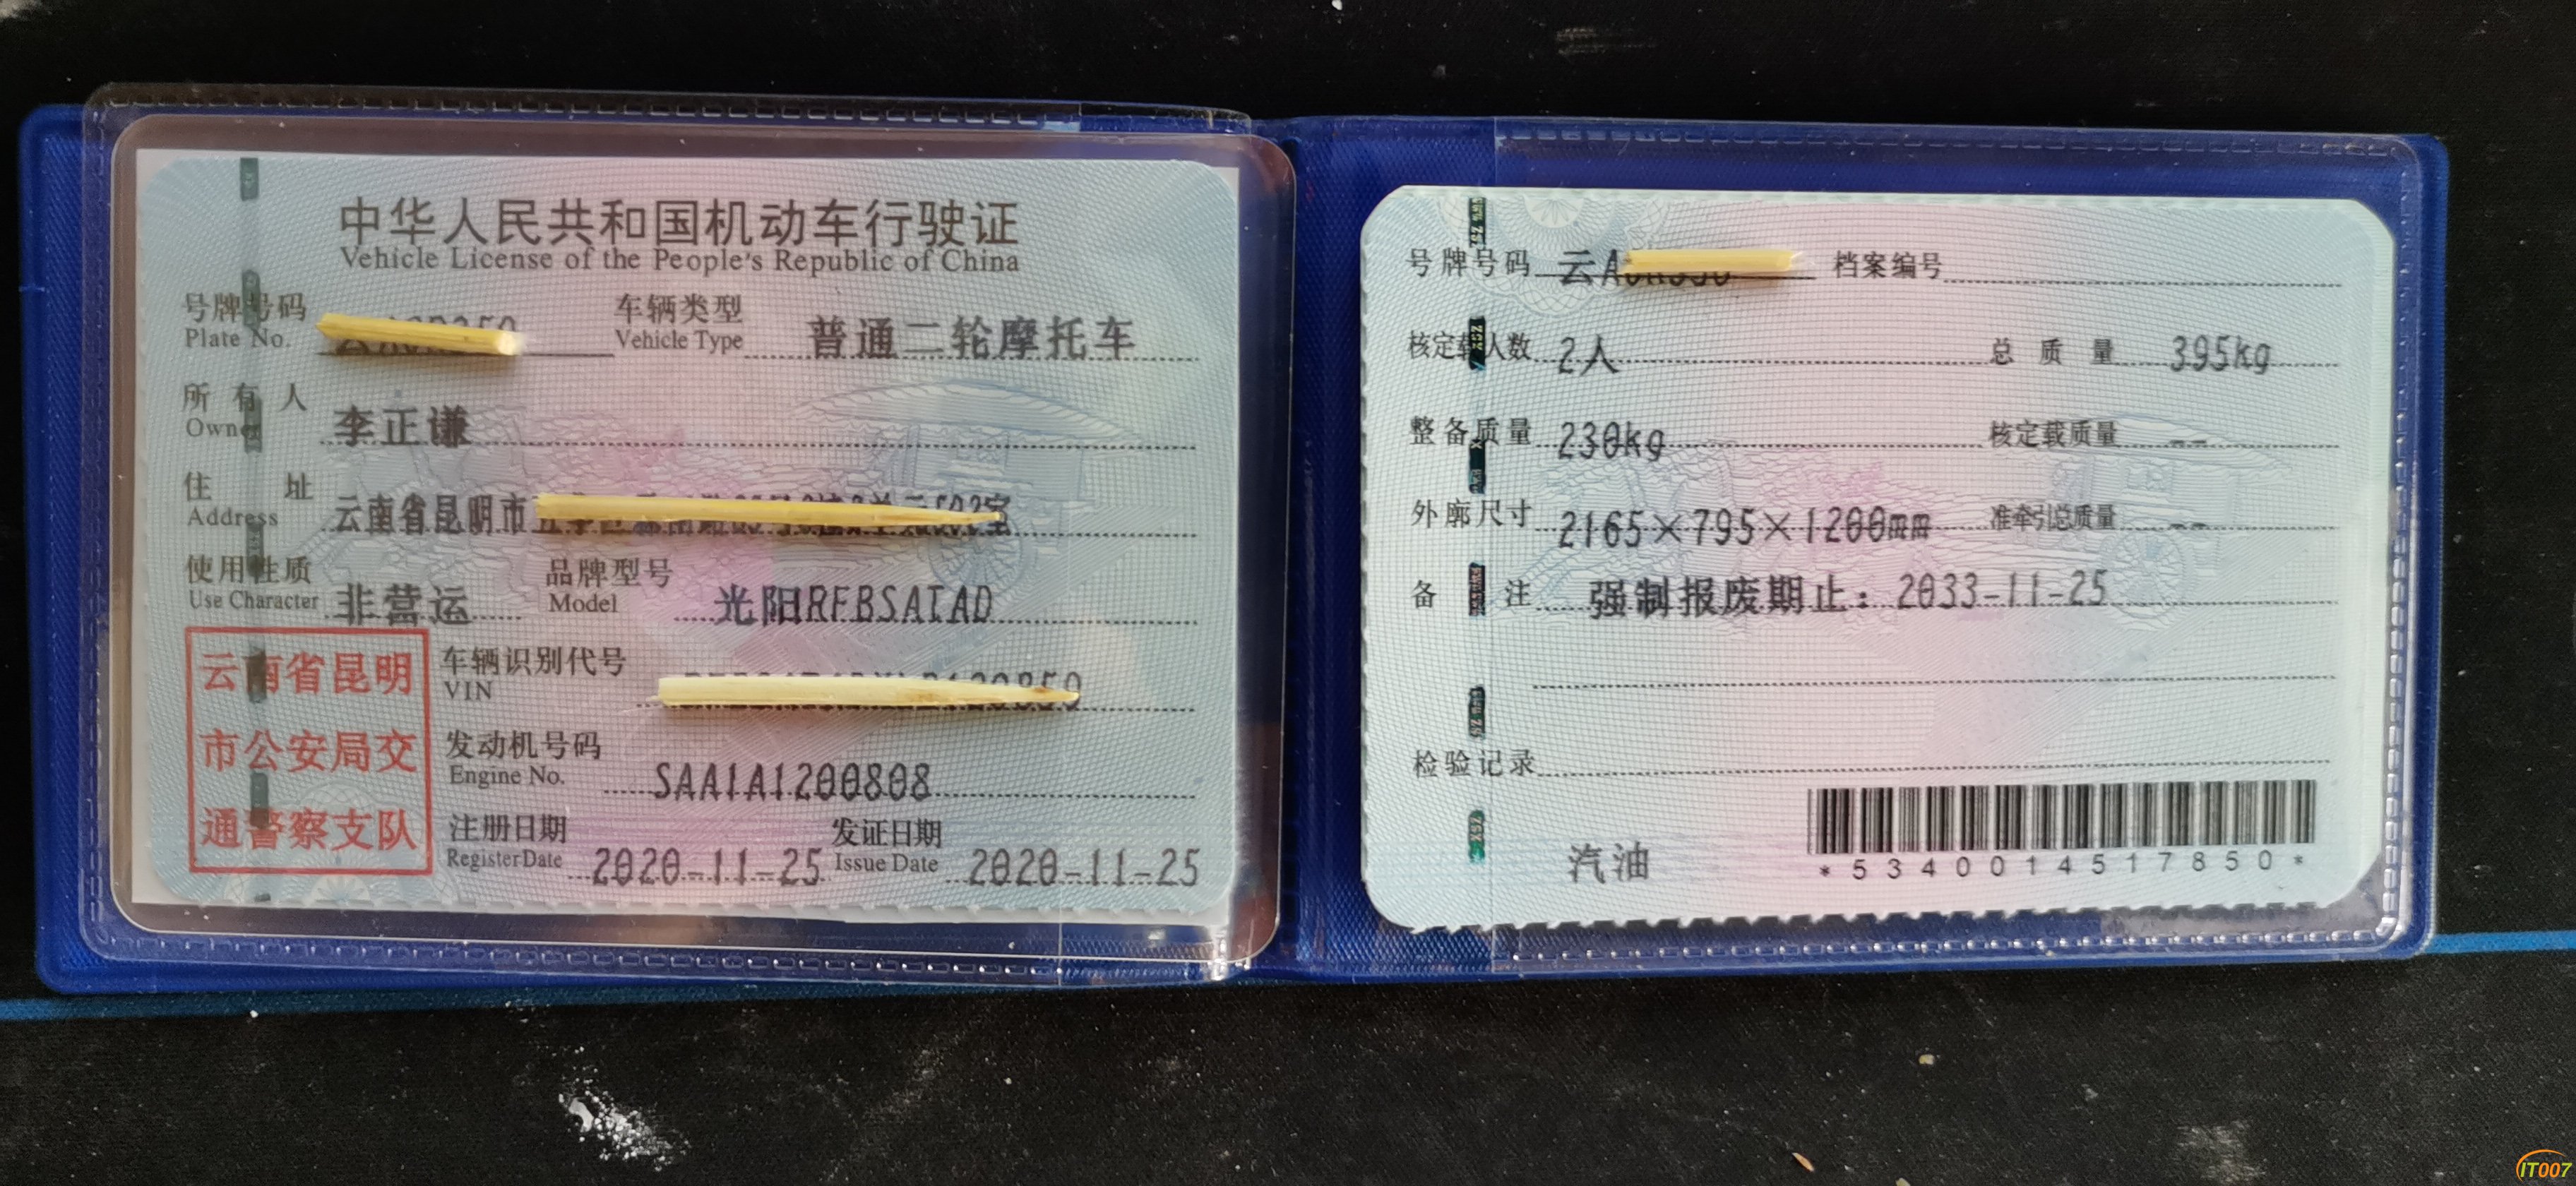 中华人民共和国机动车行驶证
Vehicle License of the People's Republic of China
号牌号码
Plate No.
车辆类型
Vehicle Type
普通二轮摩托车
所有人
Owner
李正谦
住址
Address
云南省昆明市
使用性质
Use Character
非营运
品牌型号
Model
光阳RFBSAIAD
云南省昆明
市公安局交
通警察支队
车辆识别代号
VIN
发动机号码
Engine No.
SAA1A1200808
注册日期
Register Date
2020-11-25
发证日期
Issue Date
2020-11-25
号牌号码 云A
档案编号
核定载人数 2人
总质量 395kg
整备质量 230kg
核定载质量 --
外廓尺寸 2165×795×1200mm
准牵引总质量 --
备注 强制报废期止：2033-11-25
检验记录
汽油
*5340014517850*
IT007